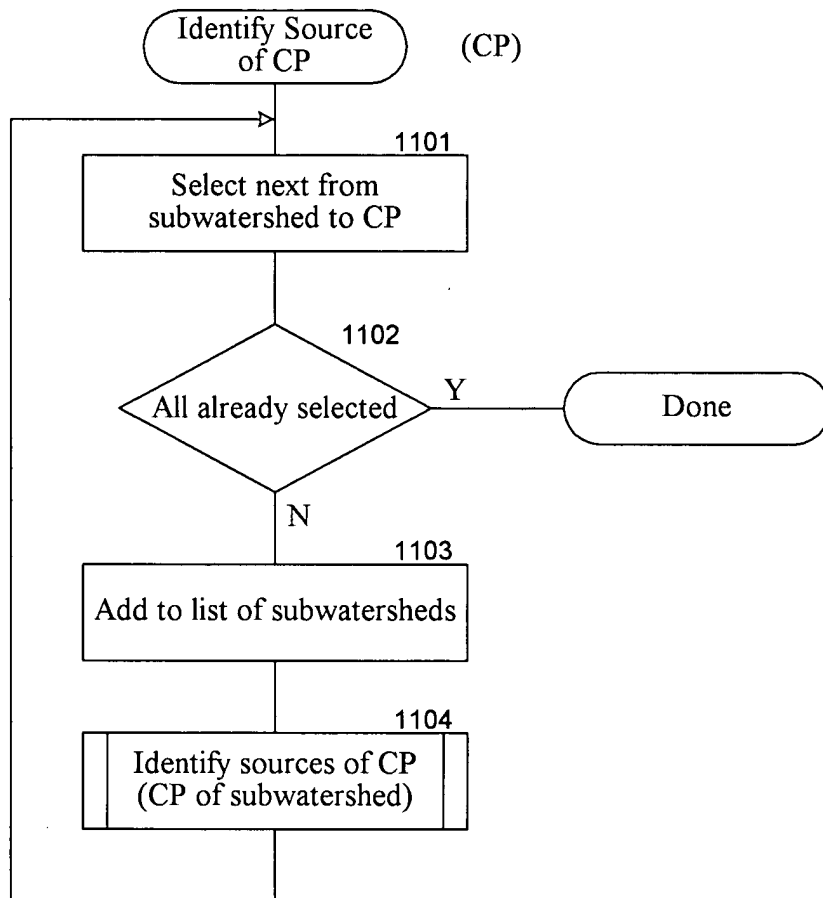 Identify Source
of CP
(CP)
1101
Select next from
subwatershed to CP
1102
All already selected
Y
Done
N
1103
Add to list of subwatersheds
1104
Identify sources of CP
(CP of subwatershed)